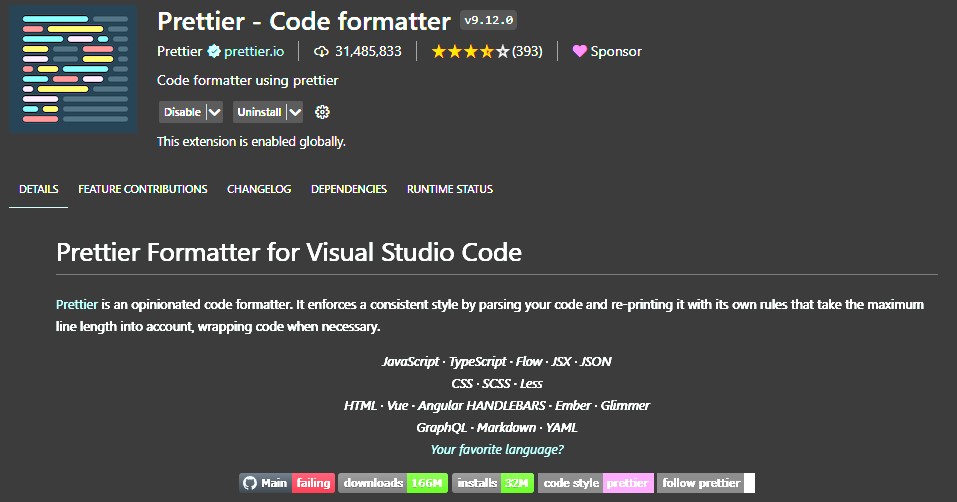 Prettier - Code formatter v9.12.0
Prettier prettier.io 31,485,833 (393) Sponsor
Code formatter using prettier
Disable Uninstall
This extension is enabled globally.
DETAILS FEATURE CONTRIBUTIONS CHANGELOG DEPENDENCIES RUNTIME STATUS
Prettier Formatter for Visual Studio Code
Prettier is an opinionated code formatter. It enforces a consistent style by parsing your code and re-printing it with its own rules that take the maximum
line length into account, wrapping code when necessary.
JavaScript · TypeScript · Flow · JSX · JSON
CSS · SCSS · Less
HTML · Vue · Angular HANDLEBARS · Ember · Glimmer
GraphQL · Markdown · YAML
Your favorite language?
Main failing downloads 166M installs 32M code style prettier follow prettier